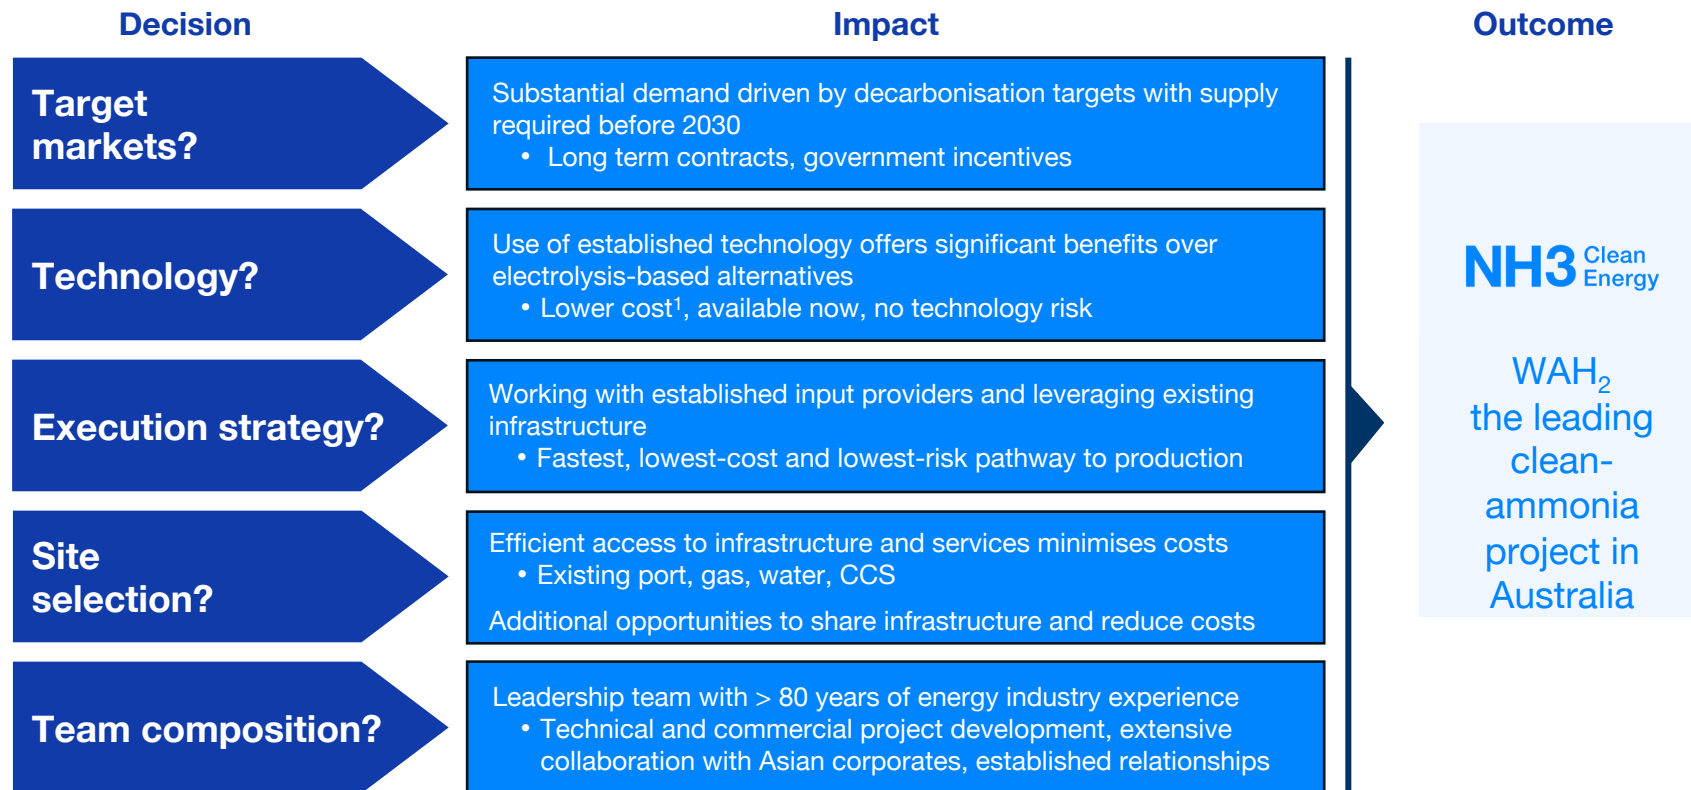 Decision
Impact
Outcome
Target
markets?
Substantial demand driven by decarbonisation targets with supply
required before 2030
• Long term contracts, government incentives
Technology?
Use of established technology offers significant benefits over
electrolysis-based alternatives
• Lower cost¹, available now, no technology risk
Execution strategy?
Working with established input providers and leveraging existing
infrastructure
• Fastest, lowest-cost and lowest-risk pathway to production
Site
selection?
Efficient access to infrastructure and services minimises costs
• Existing port, gas, water, CCS
Additional opportunities to share infrastructure and reduce costs
Team composition?
Leadership team with > 80 years of energy industry experience
• Technical and commercial project development, extensive
collaboration with Asian corporates, established relationships
NH3 Clean
Energy
WAH₂
the leading
clean-
ammonia
project in
Australia